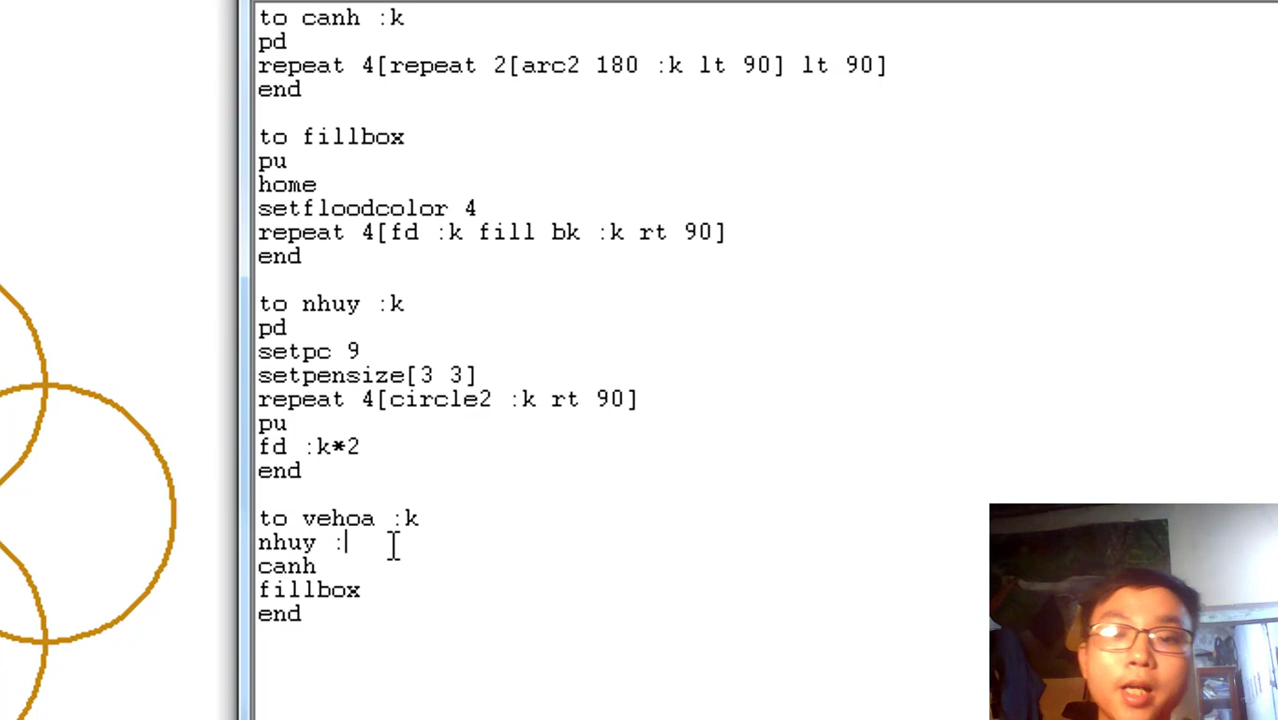 to canh :k
pd
repeat 4[repeat 2[arc2 180 :k lt 90] lt 90]
end
to fillbox
pu
home
setfloodcolor 4
repeat 4[fd :k fill bk :k rt 90]
end
to nhuy :k
pd
setpc 9
setpensize[3 3]
repeat 4[circle2 :k rt 90]
pu
fd :k*2
end
to vehoa :k
nhuy :
canh
fillbox
end